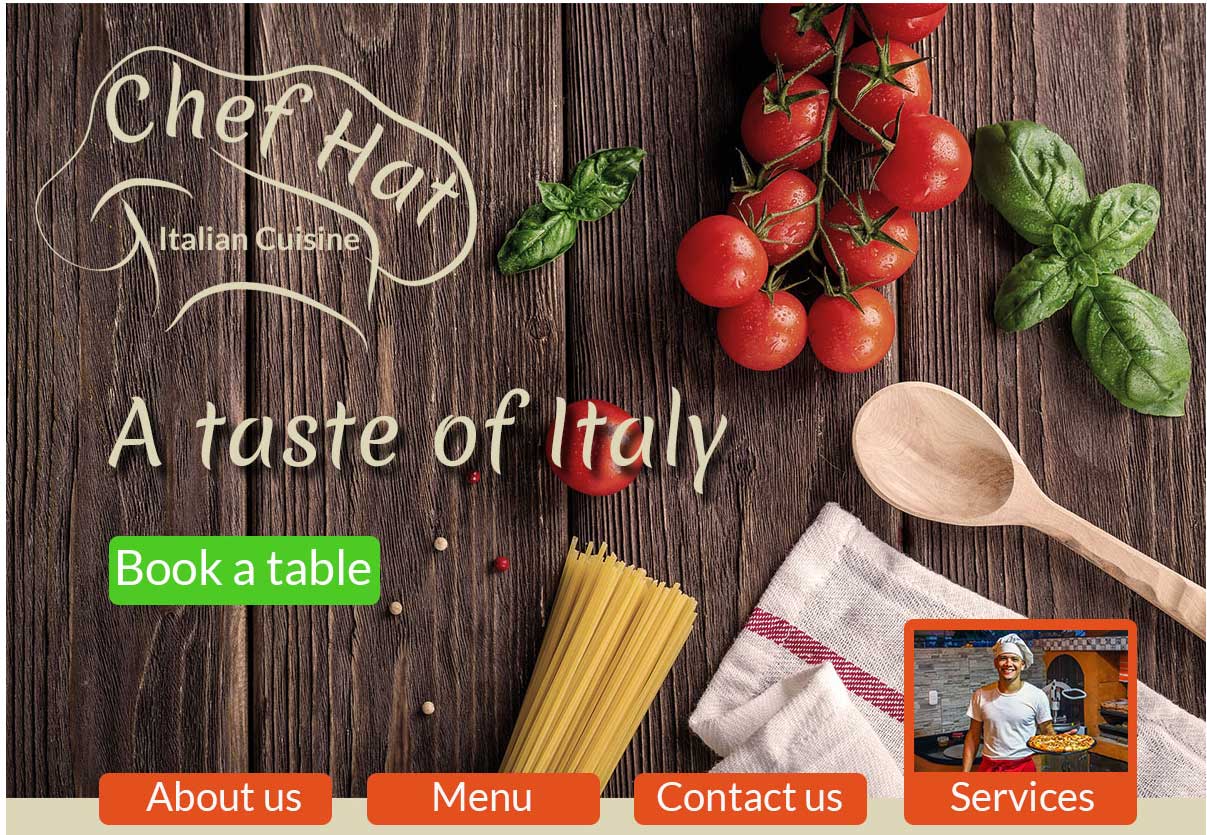 Chef Hat
Italian Cuisine
A taste of Italy
Book a table
About us
Menu
Contact us
Services